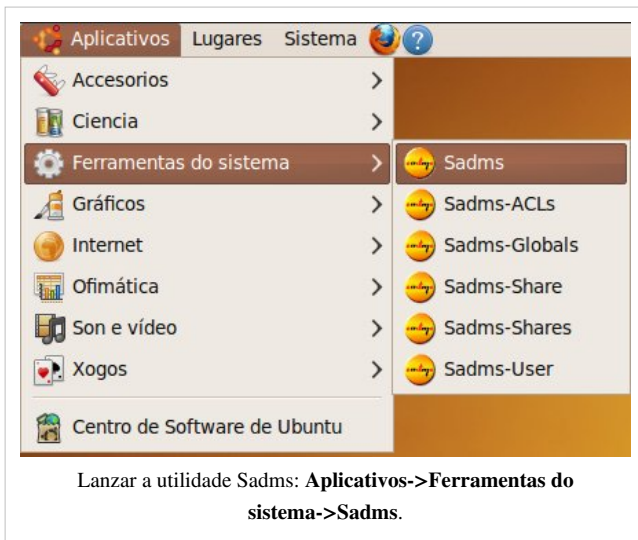 Aplicativos Lugares Sistema
Accesorios
Ciencia
Ferramentas do sistema
Gráficos
Internet
Ofimática
Son e vídeo
Xogos
Centro de Software de Ubuntu
Sadms
Sadms-ACLs
Sadms-Globals
Sadms-Share
Sadms-Shares
Sadms-User
Lanzar a utilidade Sadms: Aplicativos->Ferramentas do
sistema->Sadms.